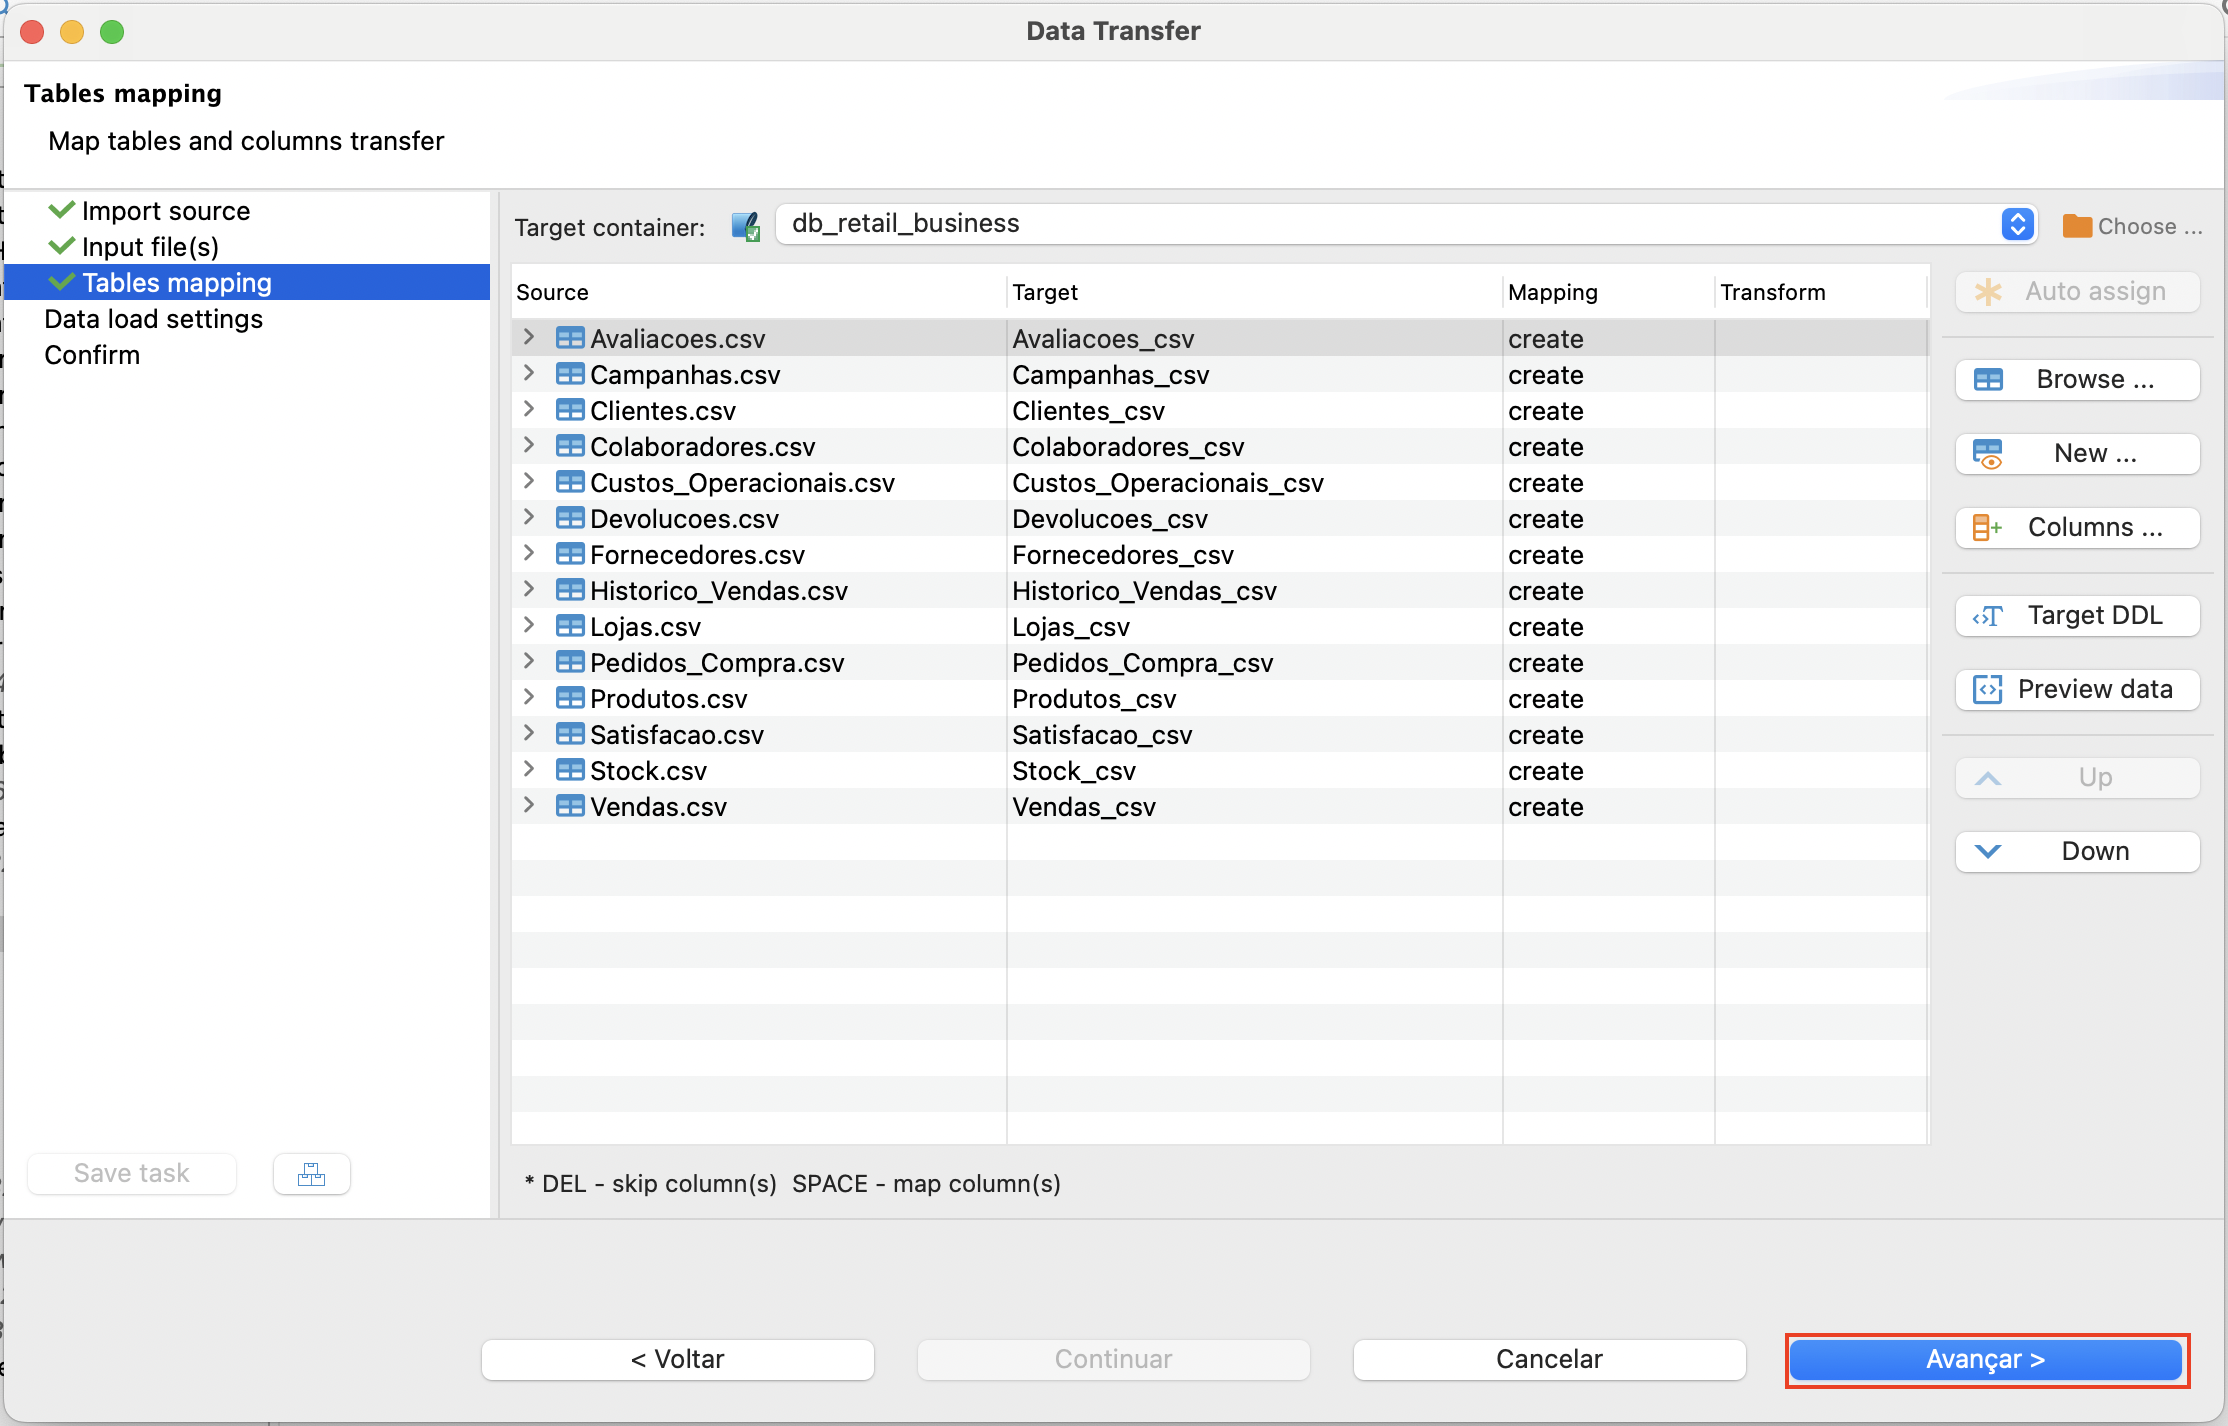 Data Transfer
Tables mapping
Map tables and columns transfer
Import source
Input file(s)
Tables mapping
Data load settings
Confirm
Target container: db_retail_business Choose ...
Source Target Mapping Transform
Avaliacoes.csv Avaliacoes_csv create
Campanhas.csv Campanhas_csv create
Clientes.csv Clientes_csv create
Colaboradores.csv Colaboradores_csv create
Custos_Operacionais.csv Custos_Operacionais_csv create
Devolucoes.csv Devolucoes_csv create
Fornecedores.csv Fornecedores_csv create
Historico_Vendas.csv Historico_Vendas_csv create
Lojas.csv Lojas_csv create
Pedidos_Compra.csv Pedidos_Compra_csv create
Produtos.csv Produtos_csv create
Satisfacao.csv Satisfacao_csv create
Stock.csv Stock_csv create
Vendas.csv Vendas_csv create
Auto assign
Browse ...
New ...
Columns ...
Target DDL
Preview data
Up
Down
Save task
* DEL - skip column(s) SPACE - map column(s)
< Voltar Continuar Cancelar Avançar >